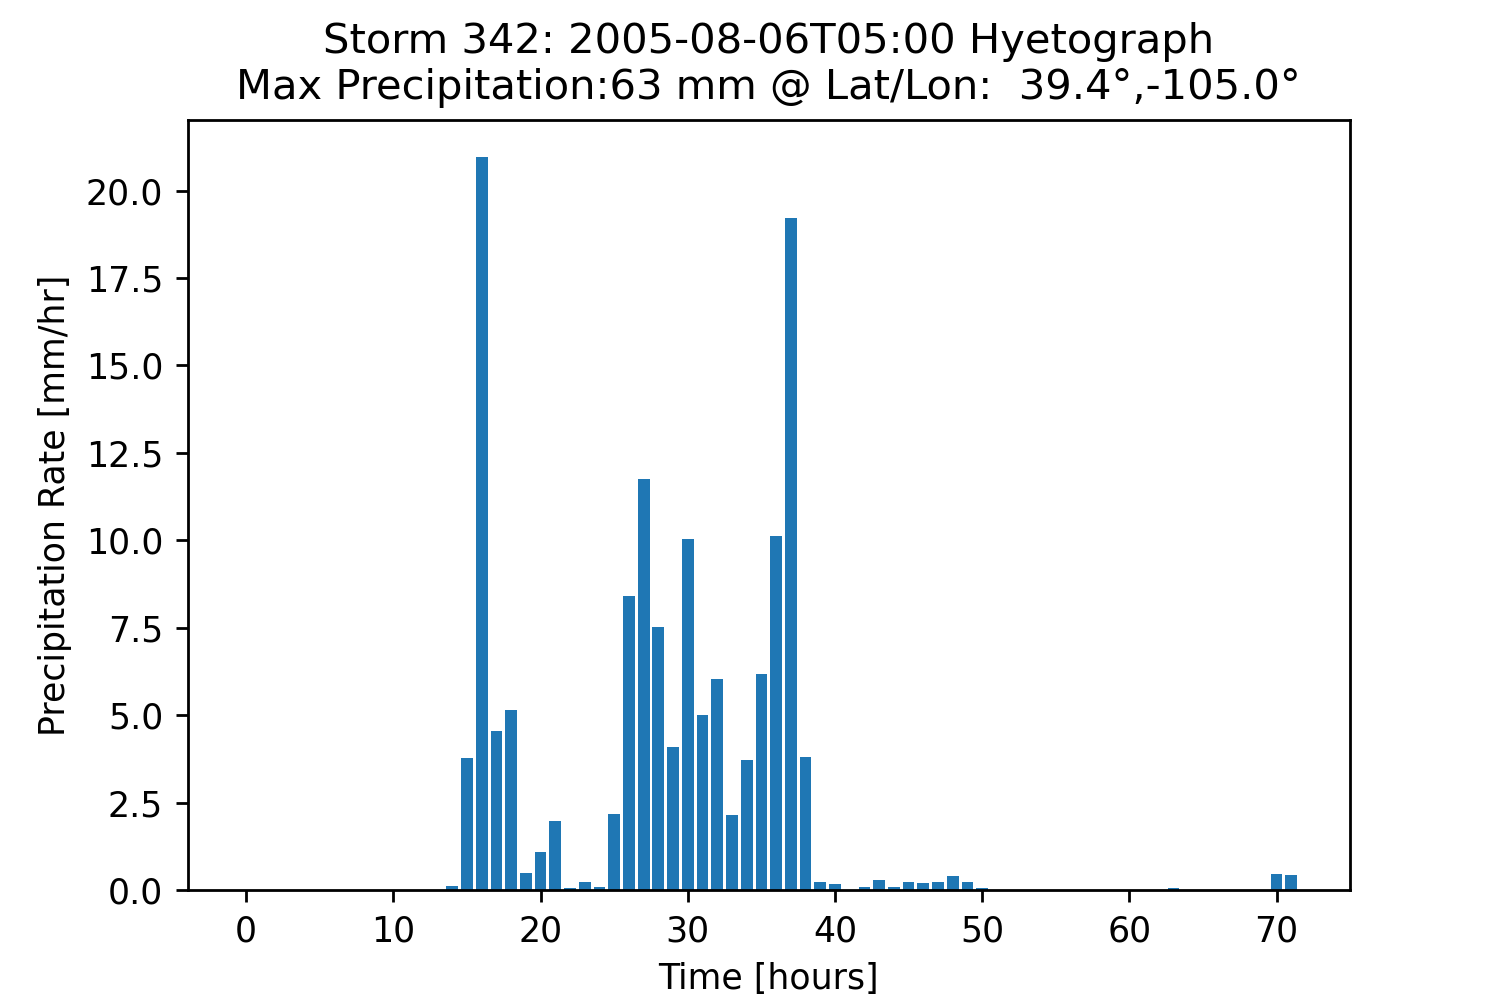 Storm 342: 2005-08-06T05:00 Hyetograph
Max Precipitation:63 mm @ Lat/Lon:  39.4°,-105.0°
Precipitation Rate [mm/hr]
20.0
17.5
15.0
12.5
10.0
7.5
5.0
2.5
0.0
0 10 20 30 40 50 60 70
Time [hours]